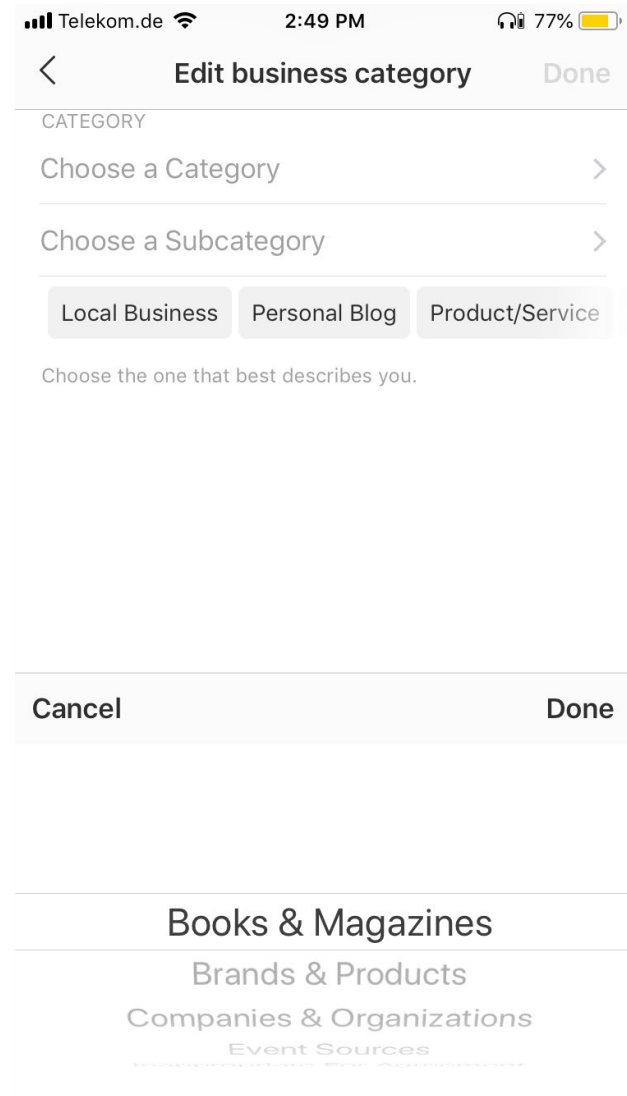 Telekom.de 2:49 PM 77%
Edit business category Done
CATEGORY
Choose a Category
Choose a Subcategory
Local Business Personal Blog Product/Service
Choose the one that best describes you.
Cancel Done
Books & Magazines
Brands & Products
Companies & Organizations
Event Sources